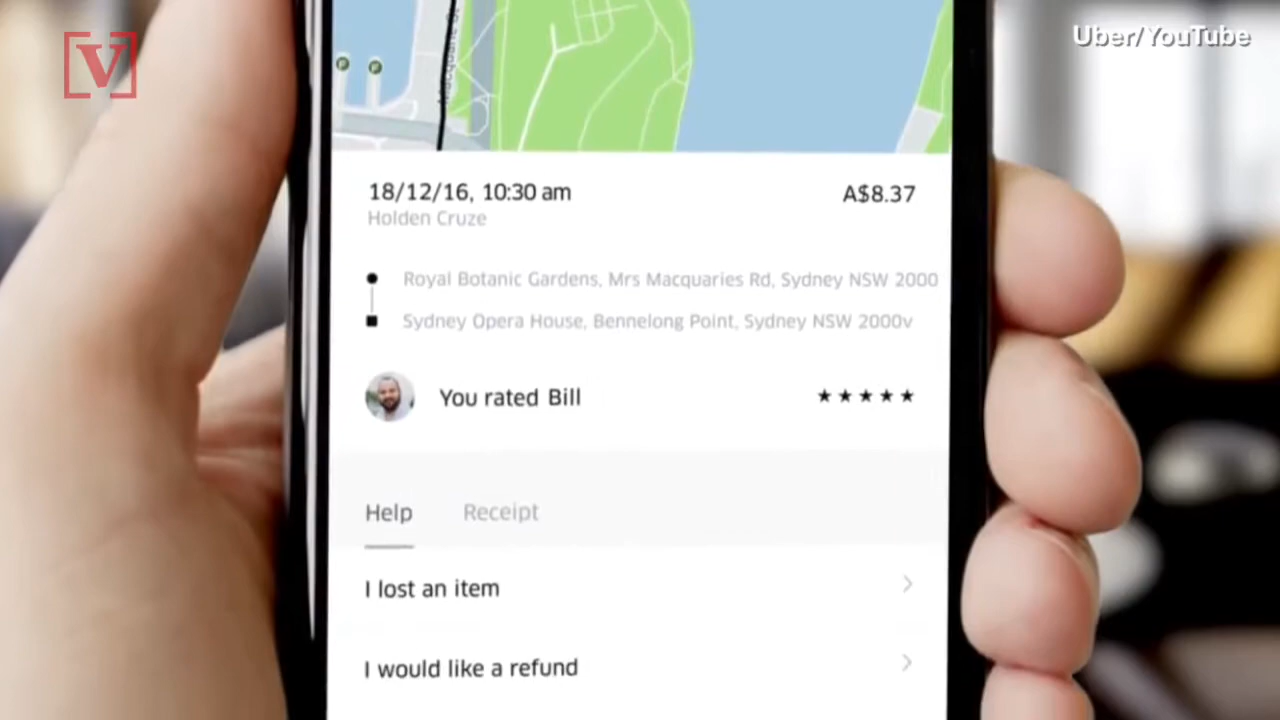 Uber/YouTube
[V]
18/12/16, 10:30 am
A$8.37
Holden Cruze
Royal Botanic Gardens, Mrs Macquaries Rd, Sydney NSW 2000
Sydney Opera House, Bennelong Point, Sydney NSW 2000v
You rated Bill
★★★★★
Help
Receipt
I lost an item
I would like a refund